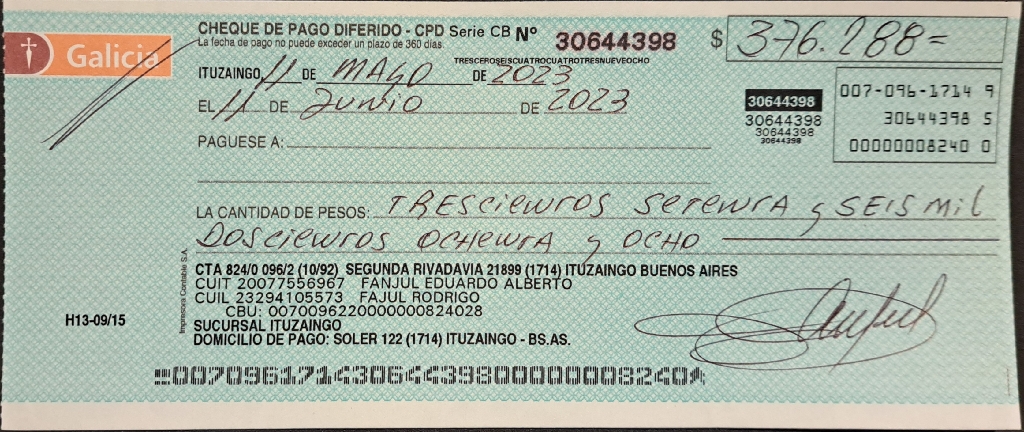 Galicia
CHEQUE DE PAGO DIFERIDO - CPD Serie CB Nº 30644398
La fecha de pago no puede exceder un plazo de 360 días.
TRESCEROSEISCUATROCUATROTRESNUEVEOCHO
$ 376.288=
ITUZAINGO, 11 DE MAYO DE 2023
EL 11 DE Junio DE 2023
30644398
30644398
30644398
30644398
007-096-1714 9
30644398 5
00000008240 0
PAGUESE A:
LA CANTIDAD DE PESOS: TREScienTos SeTenTA y SEIS mil
DOScienTos OCHenTA y OCHO
CTA 824/0 096/2 (10/92) SEGUNDA RIVADAVIA 21899 (1714) ITUZAINGO BUENOS AIRES
CUIT 20077556967 FANJUL EDUARDO ALBERTO
CUIL 23294105573 FAJUL RODRIGO
CBU: 0070096220000000824028
SUCURSAL ITUZAINGO
DOMICILIO DE PAGO: SOLER 122 (1714) ITUZAINGO - BS.AS.
H13-09/15
Impresora Contable S.A.
00709617143064439800000008240